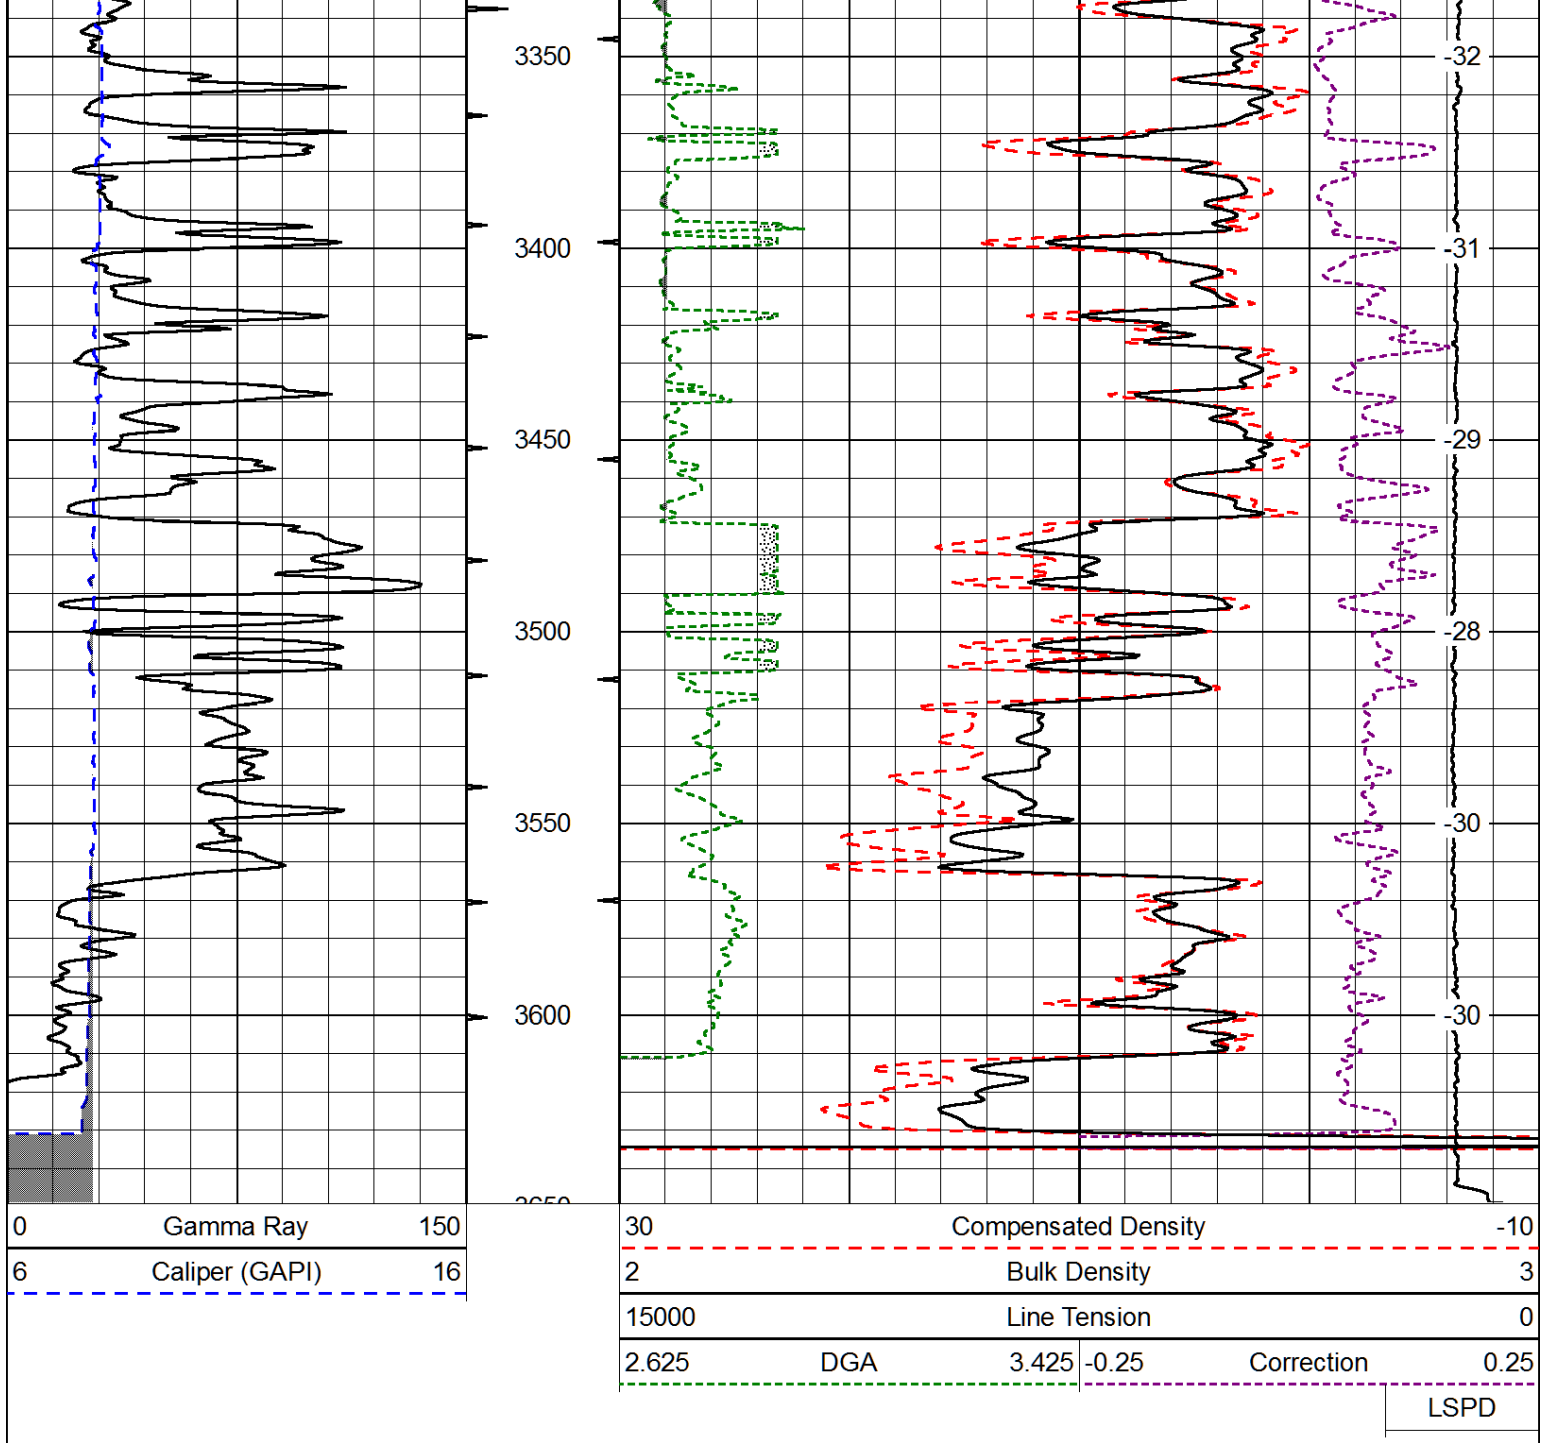 3350 -32
3400 -31
3450 -29
3500 -28
3550 -30
3600 -30
3650
0 Gamma Ray 150
6 Caliper (GAPI) 16
30 Compensated Density -10
2 Bulk Density 3
15000 Line Tension 0
2.625 DGA 3.425 -0.25 Correction 0.25
LSPD